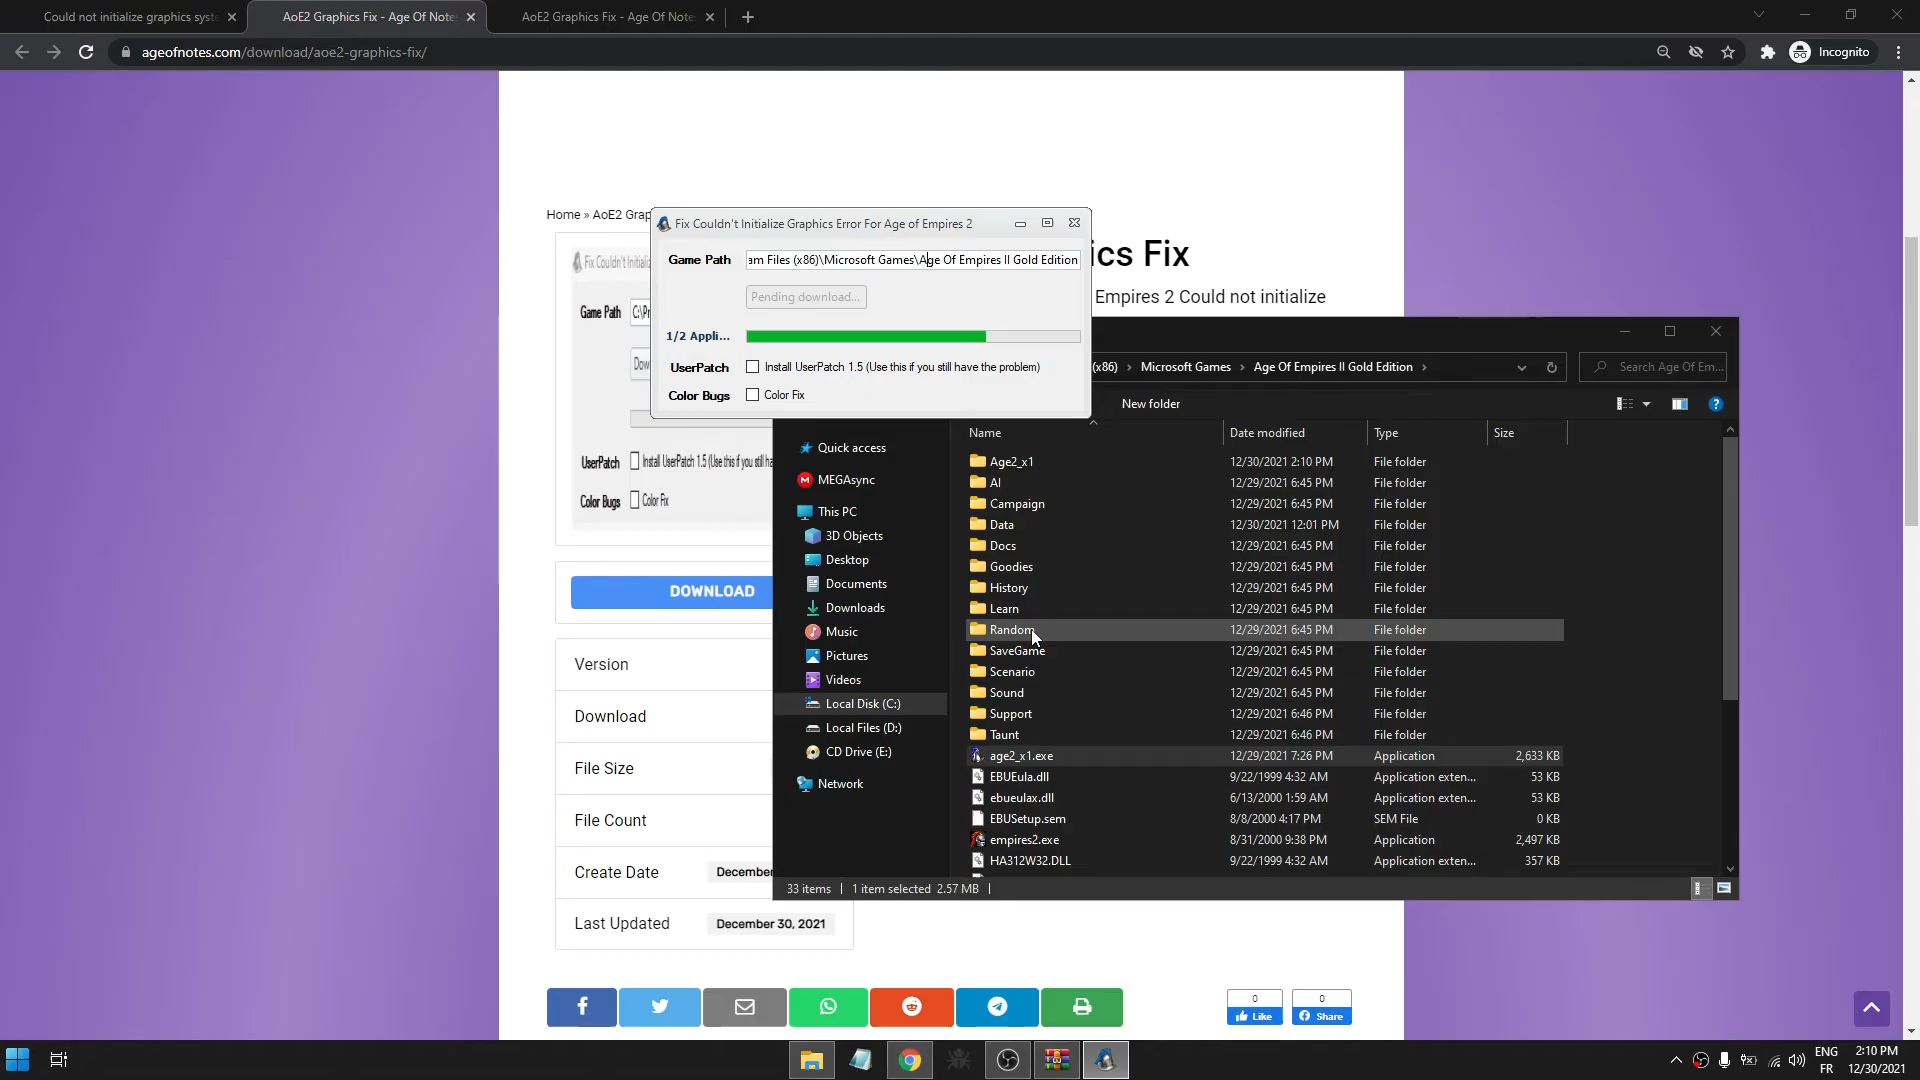 Could not initialize graphics syst
AoE2 Graphics Fix - Age Of Note
AoE2 Graphics Fix - Age Of Note
ageofnotes.com/download/aoe2-graphics-fix/
Incognito
Home » AoE2 Grap
ics Fix
Empires 2 Could not initialize
Fix Couldn't Initializ
Game Path C:\Pr
Dow
UserPatch Install UserPatch 1.5 (Use this if you still ha
Color Bugs Color Fix
Fix Couldn't Initialize Graphics Error For Age of Empires 2
Game Path am Files (x86)\Microsoft Games\Age Of Empires II Gold Edition
Pending download...
1/2 Appli...
UserPatch Install UserPatch 1.5 (Use this if you still have the problem)
Color Bugs Color Fix
DOWNLOAD
Version
Download
File Size
File Count
Create Date Decembe
Last Updated December 30, 2021
(x86) › Microsoft Games › Age Of Empires II Gold Edition ›
Search Age Of Em...
New folder
Quick access
MEGAsync
This PC
3D Objects
Desktop
Documents
Downloads
Music
Pictures
Videos
Local Disk (C:)
Local Files (D:)
CD Drive (E:)
Network
Name Date modified Type Size
Age2_x1 12/30/2021 2:10 PM File folder
AI 12/29/2021 6:45 PM File folder
Campaign 12/29/2021 6:45 PM File folder
Data 12/30/2021 12:01 PM File folder
Docs 12/29/2021 6:45 PM File folder
Goodies 12/29/2021 6:45 PM File folder
History 12/29/2021 6:45 PM File folder
Learn 12/29/2021 6:45 PM File folder
Random 12/29/2021 6:45 PM File folder
SaveGame 12/29/2021 6:45 PM File folder
Scenario 12/29/2021 6:45 PM File folder
Sound 12/29/2021 6:45 PM File folder
Support 12/29/2021 6:46 PM File folder
Taunt 12/29/2021 6:46 PM File folder
age2_x1.exe 12/29/2021 7:26 PM Application 2,633 KB
EBUEula.dll 9/22/1999 4:32 AM Application exten... 53 KB
ebueulax.dll 6/13/2000 1:59 AM Application exten... 53 KB
EBUSetup.sem 8/8/2000 4:17 PM SEM File 0 KB
empires2.exe 8/31/2000 9:38 PM Application 2,497 KB
HA312W32.DLL 9/22/1999 4:32 AM Application exten... 357 KB
33 items 1 item selected 2.57 MB
0
Like
0
Share
ENG
FR
2:10 PM
12/30/2021